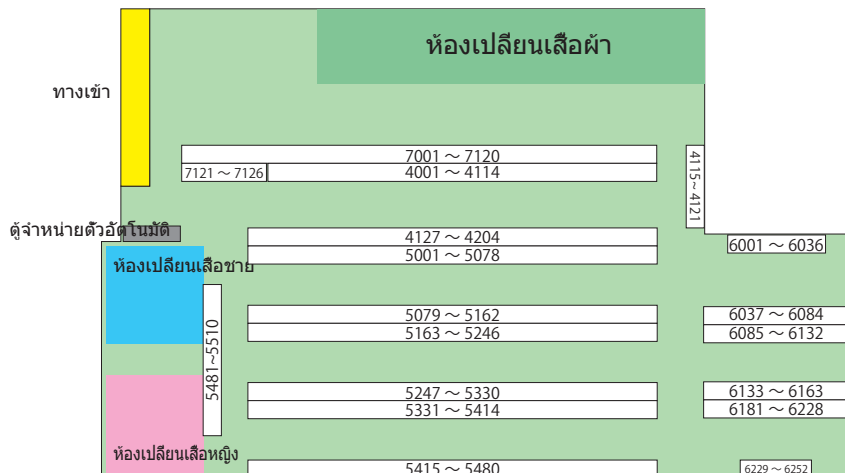 ห้องเปลียนเสือผ้า
ทางเข้า
7001 ～ 7120
7121 ～ 7126
4001 ～ 4114
4115~ 4121
ตู้จำหน่ายตัวอัตโนมัติ
4127 ～ 4204
6001 ～ 6036
5001 ～ 5078
ห้องเปลียนเสือชาย
5481~5510
5079 ～ 5162
6037 ～ 6084
5163 ～ 5246
6085 ～ 6132
5247 ～ 5330
6133 ～ 6163
5331 ～ 5414
6181 ～ 6228
ห้องเปลียนเสือหญิง
5415 ～ 5480
6229 ～ 6252